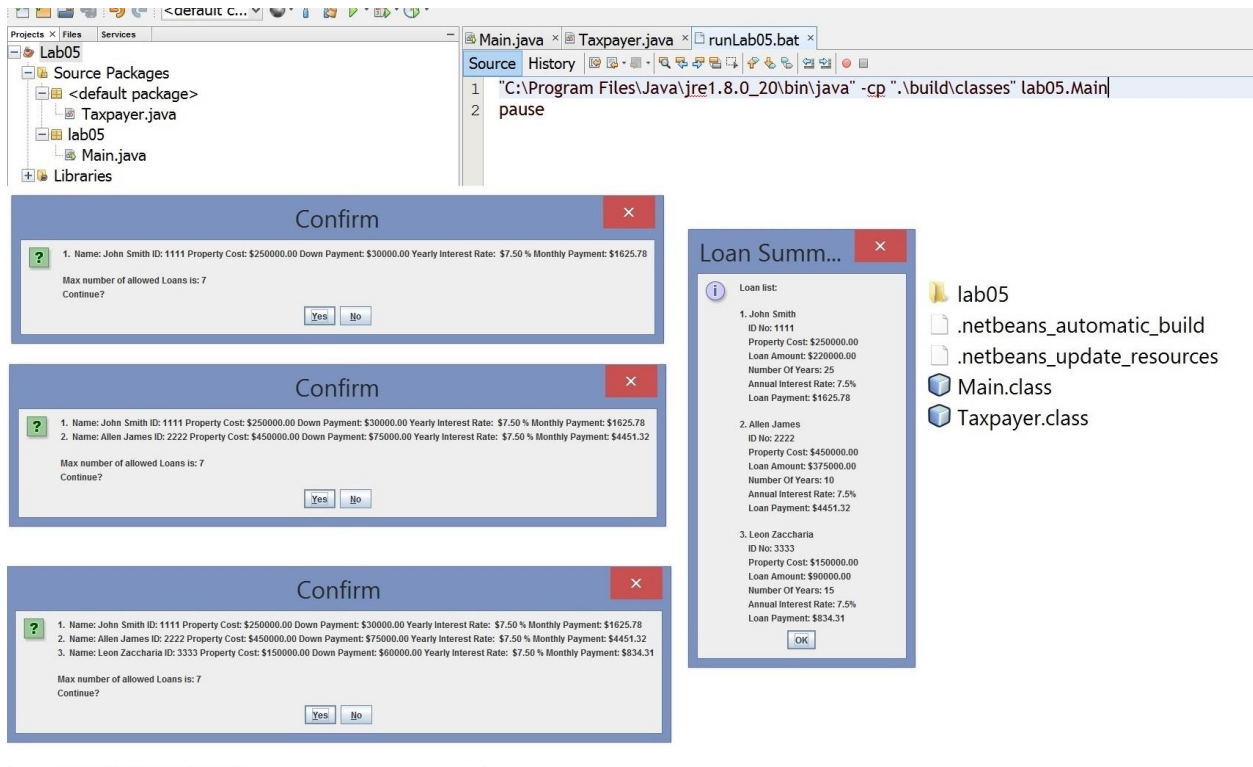 <default c...
Projects × Files Services
Lab05
Source Packages
<default package>
Taxpayer.java
lab05
Main.java
Libraries
Main.java × Taxpayer.java × runLab05.bat ×
Source History
1 "C:\Program Files\Java\jre1.8.0_20\bin\java" -cp ".\build\classes" lab05.Main
2 pause
Confirm
1. Name: John Smith ID: 1111 Property Cost: $250000.00 Down Payment: $30000.00 Yearly Interest Rate: $7.50 % Monthly Payment: $1625.78
Max number of allowed Loans is: 7
Continue?
Yes No
Confirm
1. Name: John Smith ID: 1111 Property Cost: $250000.00 Down Payment: $30000.00 Yearly Interest Rate: $7.50 % Monthly Payment: $1625.78
2. Name: Allen James ID: 2222 Property Cost: $450000.00 Down Payment: $75000.00 Yearly Interest Rate: $7.50 % Monthly Payment: $4451.32
Max number of allowed Loans is: 7
Continue?
Yes No
Confirm
1. Name: John Smith ID: 1111 Property Cost: $250000.00 Down Payment: $30000.00 Yearly Interest Rate: $7.50 % Monthly Payment: $1625.78
2. Name: Allen James ID: 2222 Property Cost: $450000.00 Down Payment: $75000.00 Yearly Interest Rate: $7.50 % Monthly Payment: $4451.32
3. Name: Leon Zaccharia ID: 3333 Property Cost: $150000.00 Down Payment: $60000.00 Yearly Interest Rate: $7.50 % Monthly Payment: $834.31
Max number of allowed Loans is: 7
Continue?
Yes No
Loan Summ...
Loan list:
1. John Smith
ID No: 1111
Property Cost: $250000.00
Loan Amount: $220000.00
Number Of Years: 25
Annual Interest Rate: 7.5%
Loan Payment: $1625.78
2. Allen James
ID No: 2222
Property Cost: $450000.00
Loan Amount: $375000.00
Number Of Years: 10
Annual Interest Rate: 7.5%
Loan Payment: $4451.32
3. Leon Zaccharia
ID No: 3333
Property Cost: $150000.00
Loan Amount: $90000.00
Number Of Years: 15
Annual Interest Rate: 7.5%
Loan Payment: $834.31
OK
lab05
.netbeans_automatic_build
.netbeans_update_resources
Main.class
Taxpayer.class